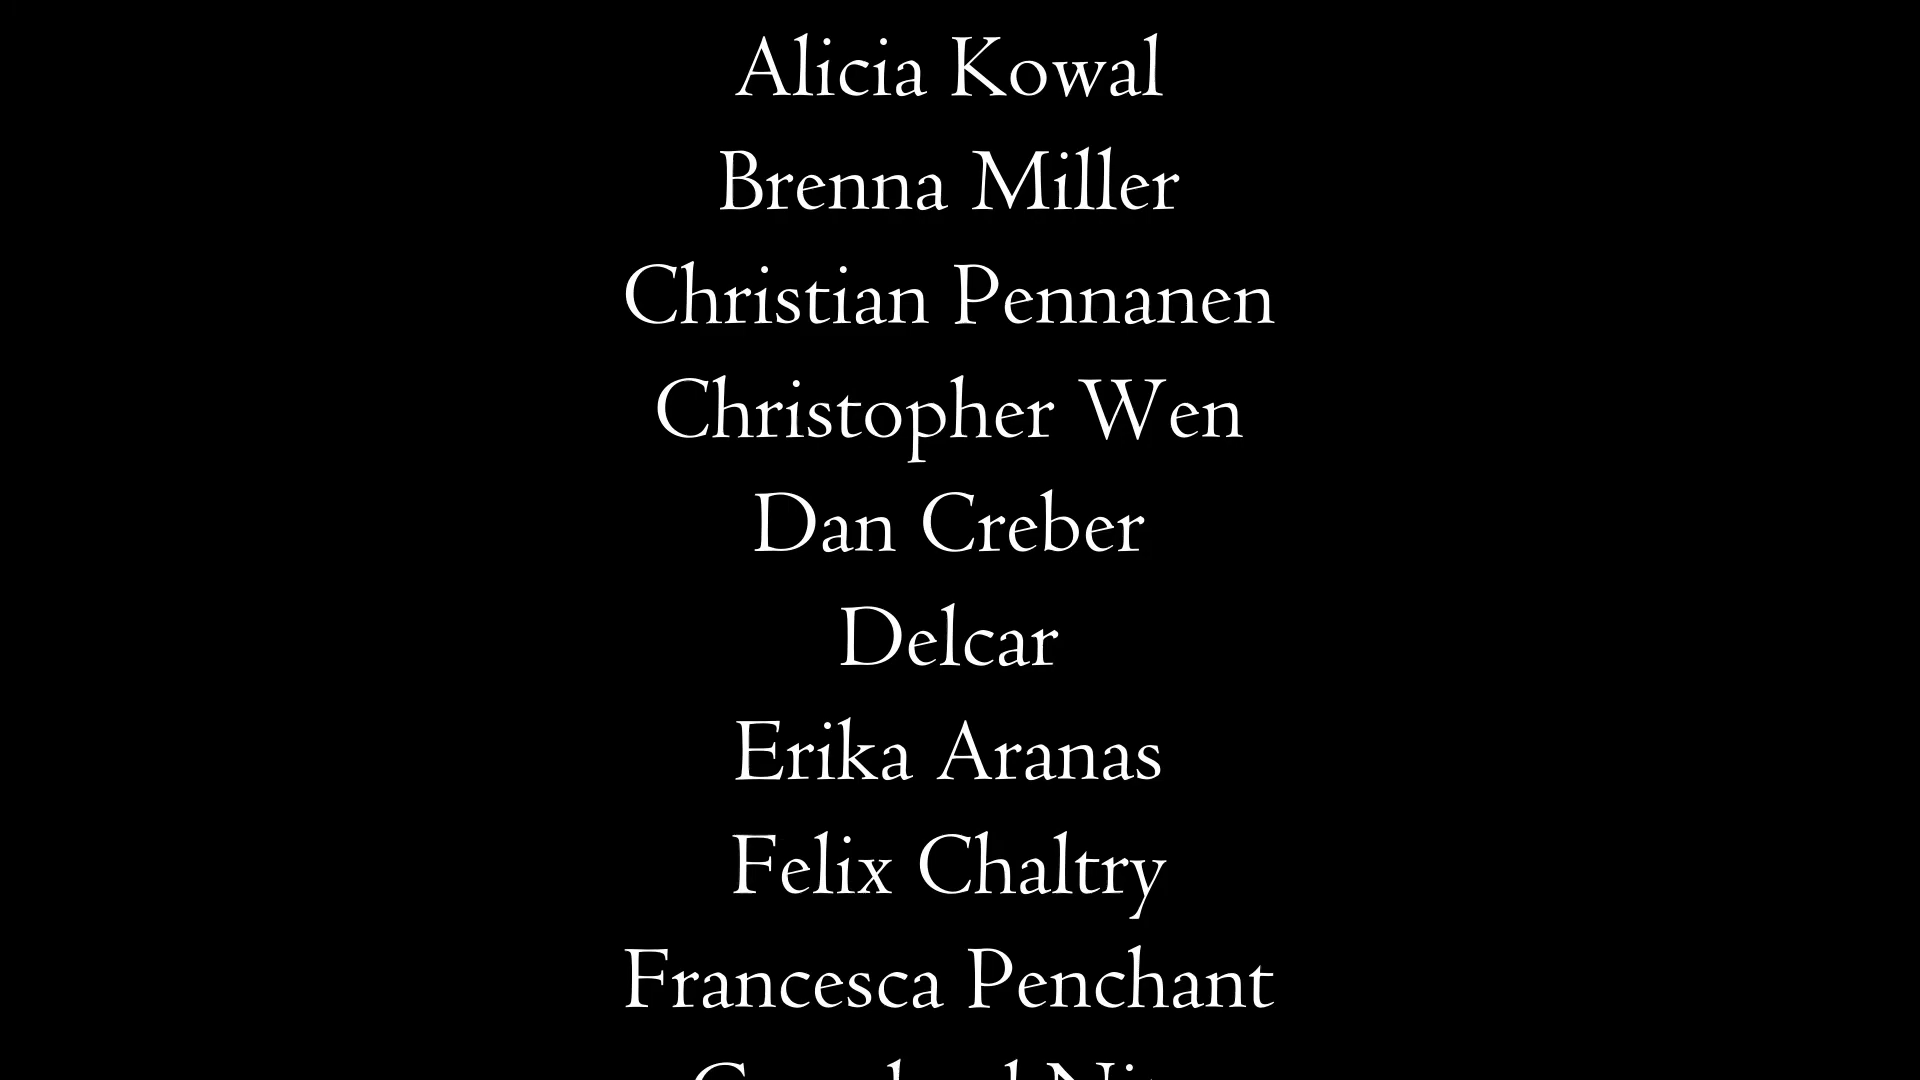 Alicia Kowal
Brenna Miller
Christian Pennanen
Christopher Wen
Dan Creber
Delcar
Erika Aranas
Felix Chaltry
Francesca Penchant